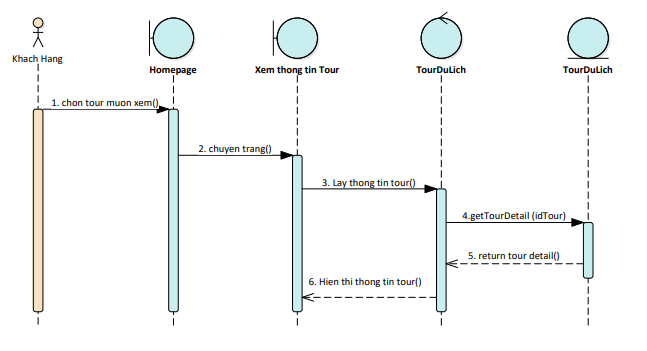 Khach Hang
Homepage
Xem thong tin Tour
TourDuLich
TourDuLich
1. chon tour muon xem()
2. chuyen trang()
3. Lay thong tin tour()
4.getTourDetail (idTour)
5. return tour detail()
6. Hien thi thong tin tour()